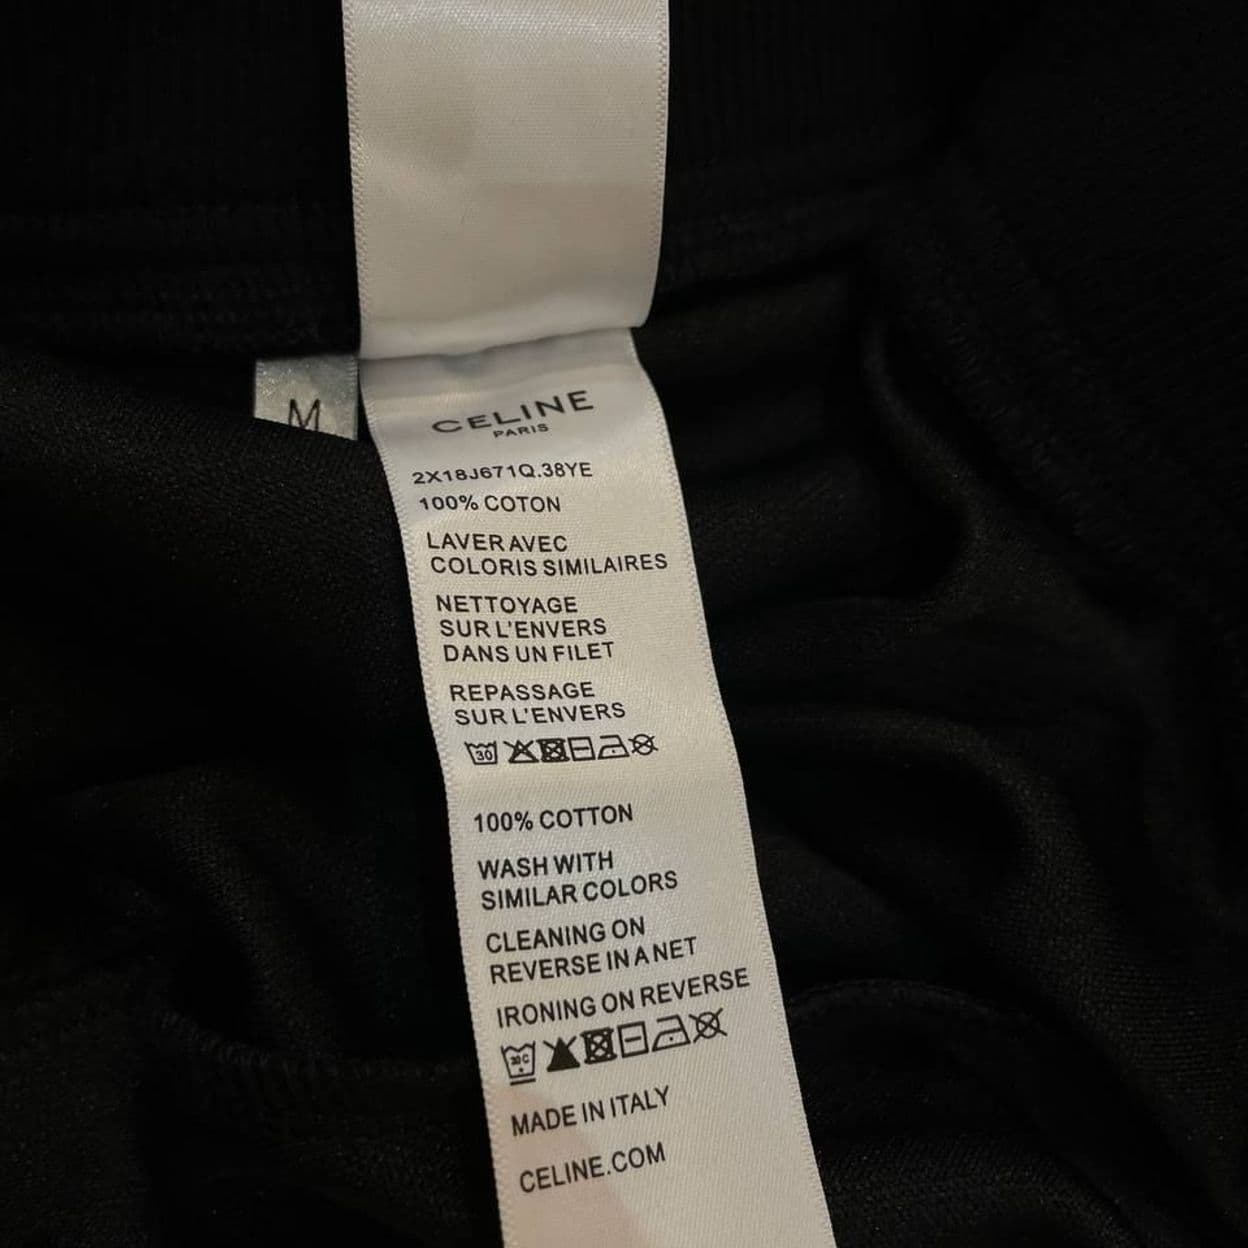 M
CELINE
PARIS
2X18J671Q.38YE
100% COTON
LAVER AVEC
COLORIS SIMILAIRES
NETTOYAGE
SUR L'ENVERS
DANS UN FILET
REPASSAGE
SUR L'ENVERS
30
100% COTTON
WASH WITH
SIMILAR COLORS
CLEANING ON
REVERSE IN A NET
IRONING ON REVERSE
30C
MADE IN ITALY
CELINE.COM